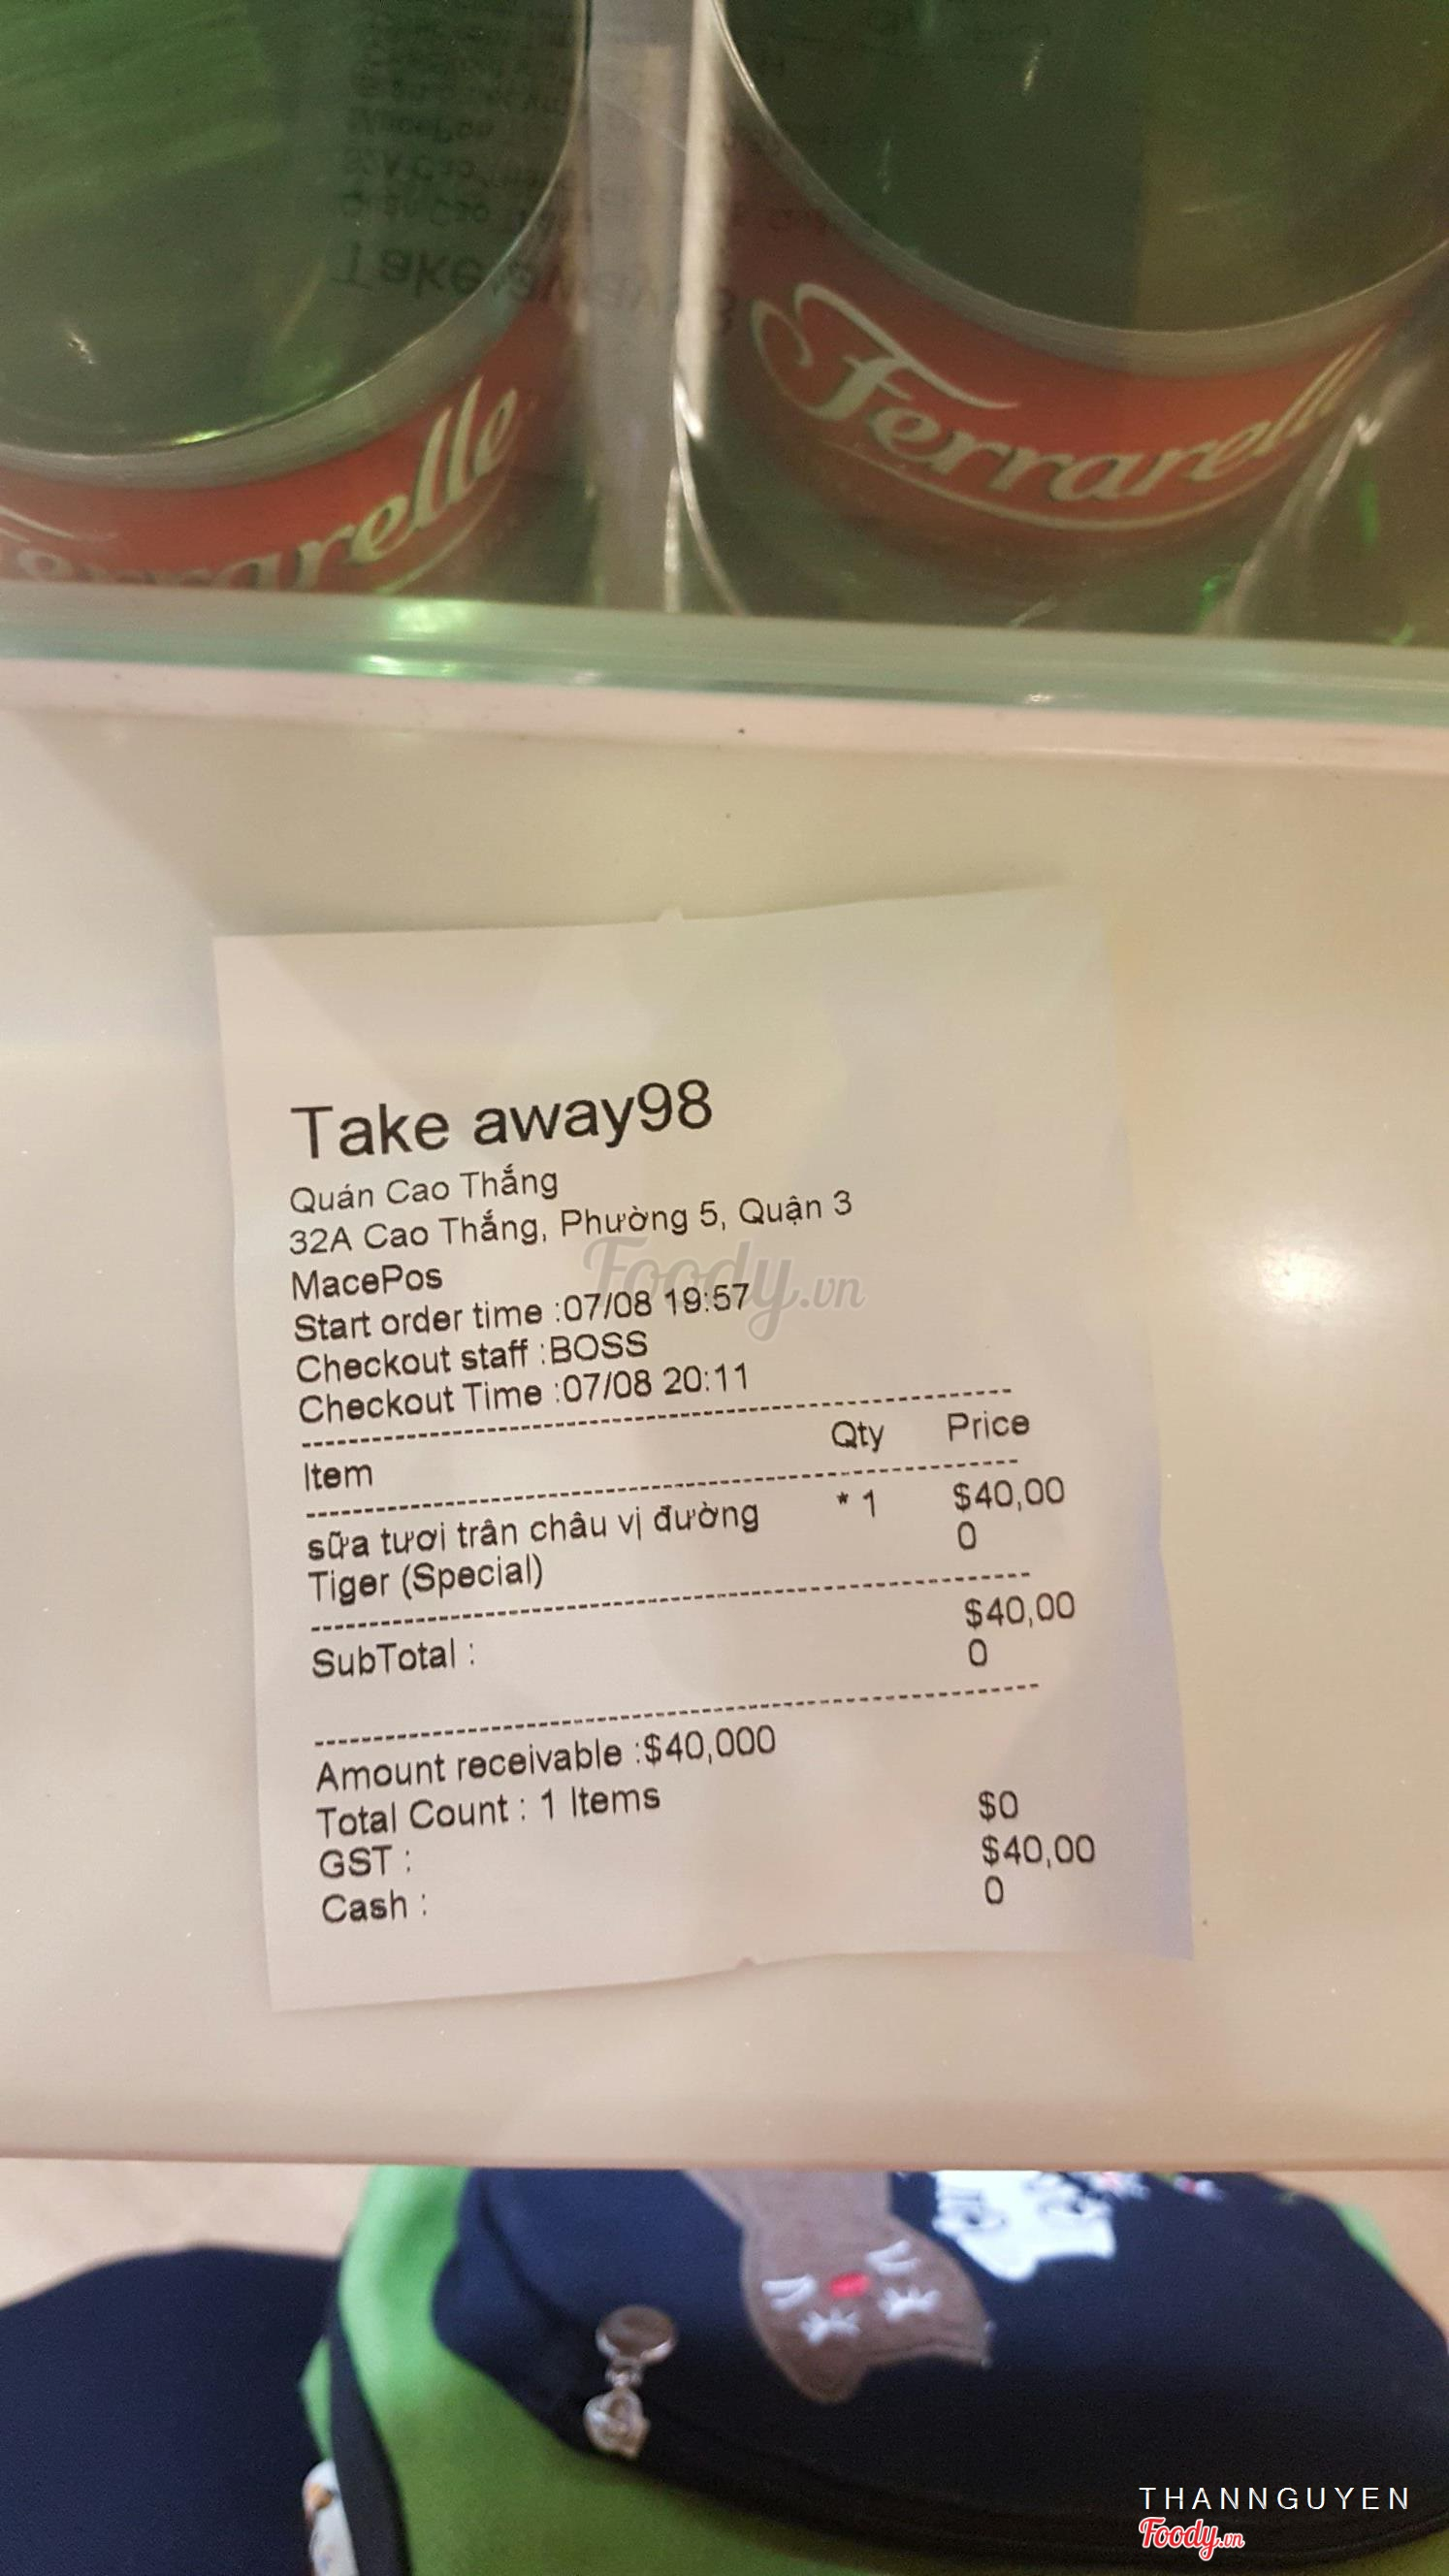 Ferrarelle
Take away98
Quán Cao Thắng
32A Cao Thắng, Phường 5, Quận 3
MacePos
Start order time :07/08 19:57
Checkout staff :BOSS
Checkout Time :07/08 20:11
Item Qty Price
sữa tươi trân châu vị đường * 1 $40,00
Tiger (Special) 0
SubTotal : $40,00
0
Amount receivable :$40,000
Total Count : 1 Items
GST : $0
Cash : $40,00
0
Foody.vn
THANNGUYEN
Foody.vn